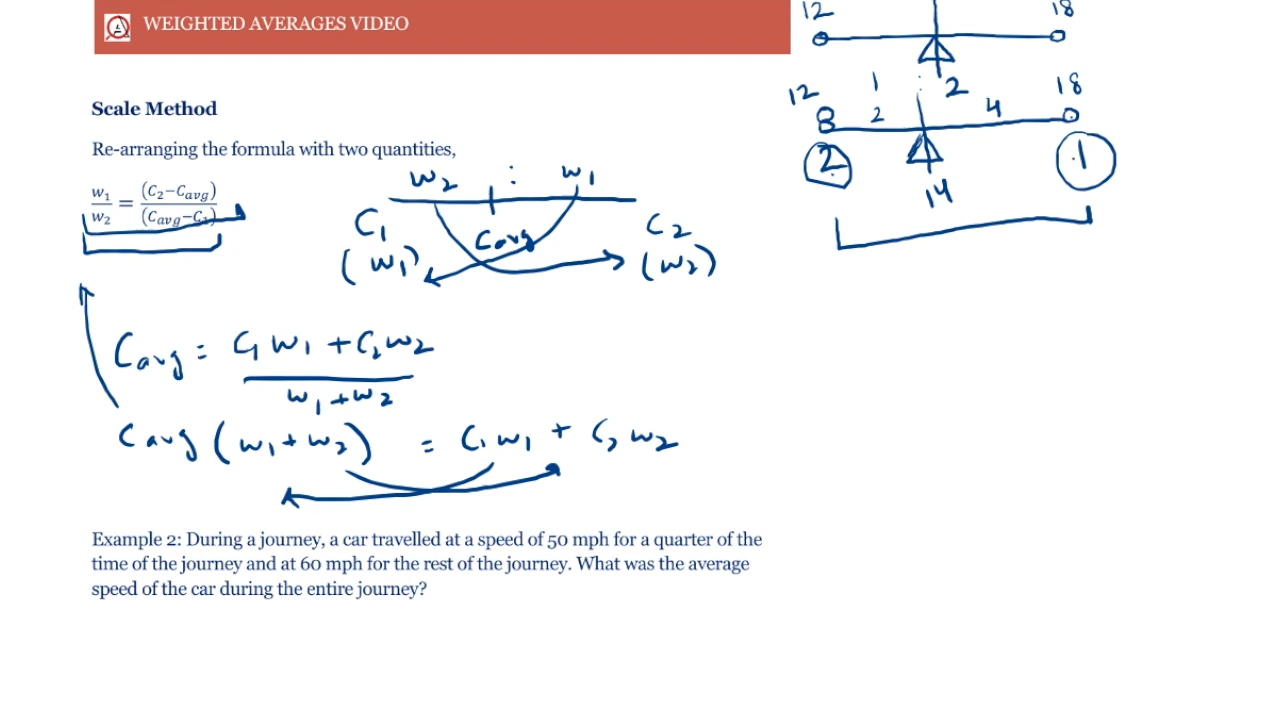 WEIGHTED AVERAGES VIDEO
12 18
Scale Method
Re-arranging the formula with two quantities,
w₁/w₂ = (C₂−Cavg)/(Cavg−C₁)
w₂ : w₁
C₁ Cavg C₂
(w₁) (w₂)
12 1 : 2 18
8 2 4
2 14 1
Cavg = C₁w₁ + C₂w₂
w₁ + w₂
Cavg (w₁ + w₂) = C₁w₁ + C₂w₂
Example 2: During a journey, a car travelled at a speed of 50 mph for a quarter of the
time of the journey and at 60 mph for the rest of the journey. What was the average
speed of the car during the entire journey?